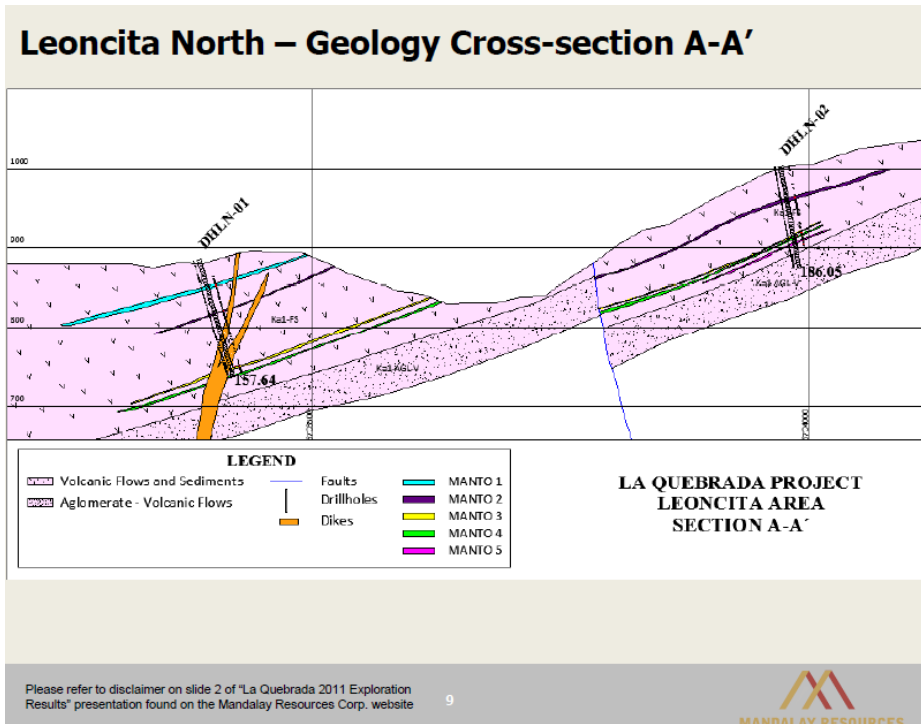 Leoncita North – Geology Cross-section A-A’
DHLN-02
1000
DHLN-01
900
186.05
800
Ka1-FS
157.64
700
LEGEND
Volcanic Flows and Sediments
Aglomerate - Volcanic Flows
Faults
Drillholes
Dikes
MANTO 1
MANTO 2
MANTO 3
MANTO 4
MANTO 5
LA QUEBRADA PROJECT
LEONCITA AREA
SECTION A-A´
Please refer to disclaimer on slide 2 of “La Quebrada 2011 Exploration
Results” presentation found on the Mandalay Resources Corp. website
9
MANDALAY RESOURCES